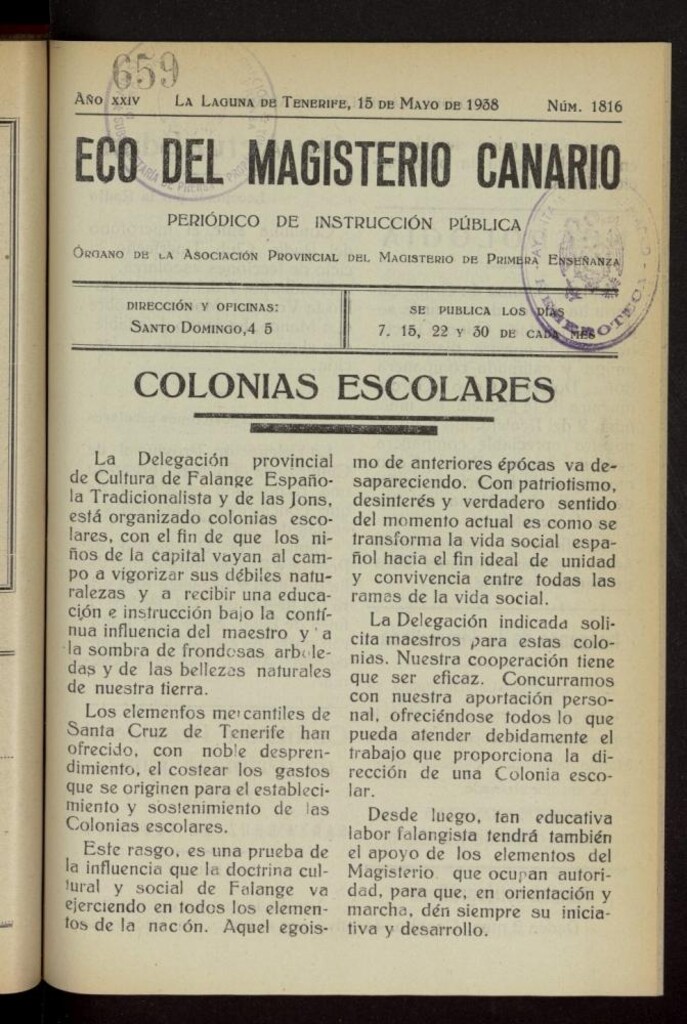 659
Año XXIV La Laguna de Tenerife, 15 de Mayo de 1938 Núm. 1816
ECO DEL MAGISTERIO CANARIO
PERIÓDICO DE INSTRUCCIÓN PÚBLICA
Órgano de la Asociación Provincial del Magisterio de Primera Enseñanza
DIRECCIÓN Y OFICINAS:
Santo Domingo,4 5
SE PUBLICA LOS DÍAS
7. 15, 22 Y 30 DE CADA MES
HEMEROTECA
COLONIAS ESCOLARES
La Delegación provincial
de Cultura de Falange Españo-
la Tradicionalista y de las Jons,
está organizado colonias esco-
lares, con el fin de que los ni-
ños de la capital vayan al cam-
po a vigorizar sus débiles natu-
ralezas y a recibir una educa-
ción e instrucción bajo la contí-
nua influencia del maestro y a
la sombra de frondosas arbole-
das y de las bellezas naturales
de nuestra tierra.
Los elemenfos mercantiles de
Santa Cruz de Tenerife han
ofrecido, con noble despren-
dimiento, el costear los gastos
que se originen para el estableci-
miento y sostenimiento de las
Colonias escolares.
Este rasgo, es una prueba de
la influencia que la doctrina cul-
tural y social de Falange va
ejerciendo en todos los elemen-
tos de la nación. Aquel egois-
mo de anteriores épocas va de-
sapareciendo. Con patriotismo,
desinterés y verdadero sentido
del momento actual es como se
transforma la vida social espa-
ñol hacia el fin ideal de unidad
y convivencia entre todas las
ramas de la vida social.
La Delegación indicada soli-
cita maestros para estas colo-
nias. Nuestra cooperación tiene
que ser eficaz. Concurramos
con nuestra aportación perso-
nal, ofreciéndose todos lo que
pueda atender debidamente el
trabajo que proporciona la di-
rección de una Colonia esco-
lar.
Desde luego, tan educativa
labor falangista tendrá también
el apoyo de los elementos del
Magisterio que ocupan autori-
dad, para que, en orientación y
marcha, dén siempre su inicia-
tiva y desarrollo.